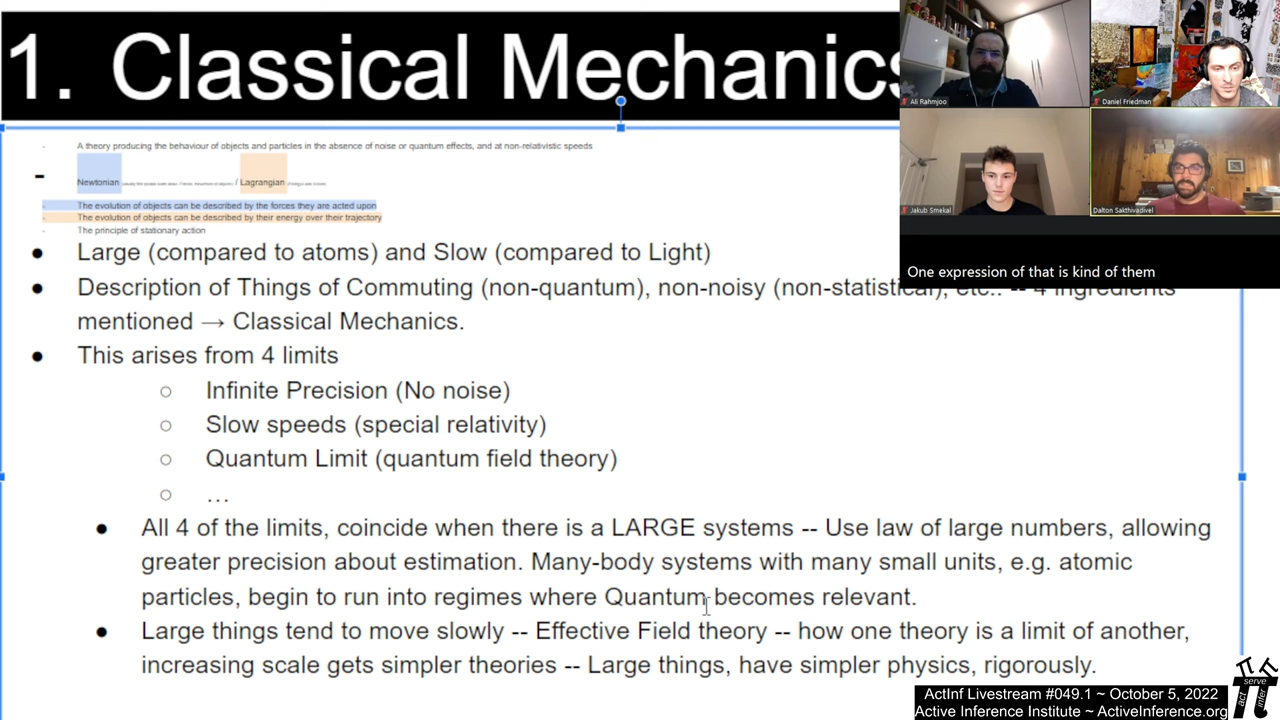 1. Classical Mechanics
- A theory producing the behaviour of objects and particles in the absence of noise or quantum effects, and at non-relativistic speeds
- Newtonian / Lagrangian
- The evolution of objects can be described by the forces they are acted upon
- The evolution of objects can be described by their energy over their trajectory
- The principle of stationary action
● Large (compared to atoms) and Slow (compared to Light)
● Description of Things of Commuting (non-quantum), non-noisy (non-statistical), etc.. -- 4 ingredients
mentioned → Classical Mechanics.
● This arises from 4 limits
○ Infinite Precision (No noise)
○ Slow speeds (special relativity)
○ Quantum Limit (quantum field theory)
○ …
● All 4 of the limits, coincide when there is a LARGE systems -- Use law of large numbers, allowing
greater precision about estimation. Many-body systems with many small units, e.g. atomic
particles, begin to run into regimes where Quantum becomes relevant.
● Large things tend to move slowly -- Effective Field theory -- how one theory is a limit of another,
increasing scale gets simpler theories -- Large things, have simpler physics, rigorously.
Ali Rahmjoo
Daniel Friedman
Jakub Smekal
Dalton Sakthivadivel
One expression of that is kind of them
ActInf Livestream #049.1 ~ October 5, 2022
Active Inference Institute ~ ActiveInference.org
serve
act
infer